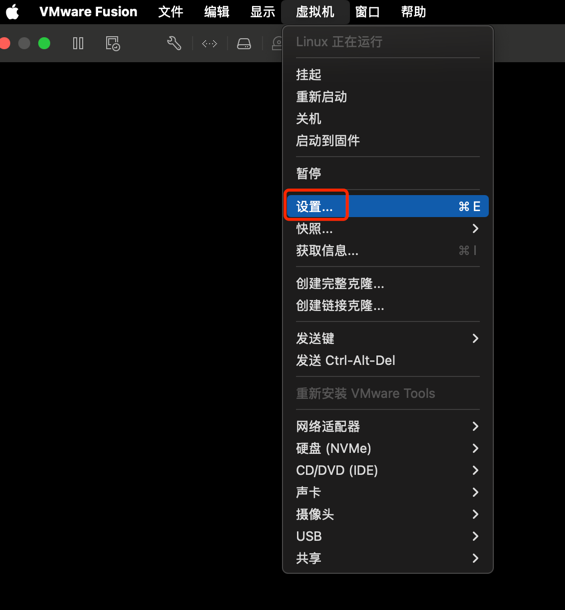 VMware Fusion 文件 编辑 显示 虚拟机 窗口 帮助
Linux 正在运行
挂起
重新启动
关机
启动到固件
暂停
设置... ⌘ E
快照...
获取信息... ⌘ I
创建完整克隆...
创建链接克隆...
发送键
发送 Ctrl-Alt-Del
重新安装 VMware Tools
网络适配器
硬盘 (NVMe)
CD/DVD (IDE)
声卡
摄像头
USB
共享